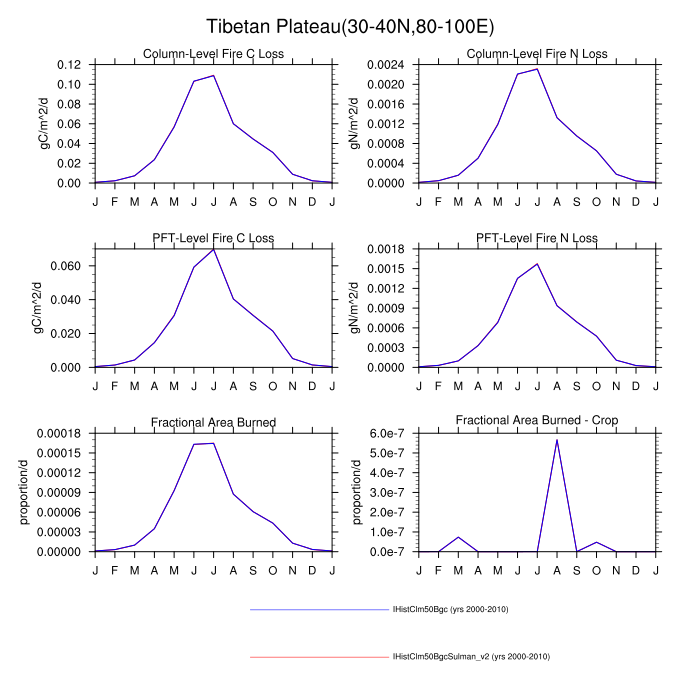 Tibetan Plateau(30-40N,80-100E)
Column-Level Fire C Loss
gC/m^2/d
0.12
0.10
0.08
0.06
0.04
0.02
0.00
J F M A M J J A S O N D J
Column-Level Fire N Loss
gN/m^2/d
0.0024
0.0020
0.0016
0.0012
0.0008
0.0004
0.0000
J F M A M J J A S O N D J
PFT-Level Fire C Loss
gC/m^2/d
0.060
0.040
0.020
0.000
J F M A M J J A S O N D J
PFT-Level Fire N Loss
gN/m^2/d
0.0018
0.0015
0.0012
0.0009
0.0006
0.0003
0.0000
J F M A M J J A S O N D J
Fractional Area Burned
proportion/d
0.00018
0.00015
0.00012
0.00009
0.00006
0.00003
0.00000
J F M A M J J A S O N D J
Fractional Area Burned - Crop
proportion/d
6.0e-7
5.0e-7
4.0e-7
3.0e-7
2.0e-7
1.0e-7
0.0e-7
J F M A M J J A S O N D J
IHistClm50Bgc (yrs 2000-2010)
IHistClm50BgcSulman_v2 (yrs 2000-2010)